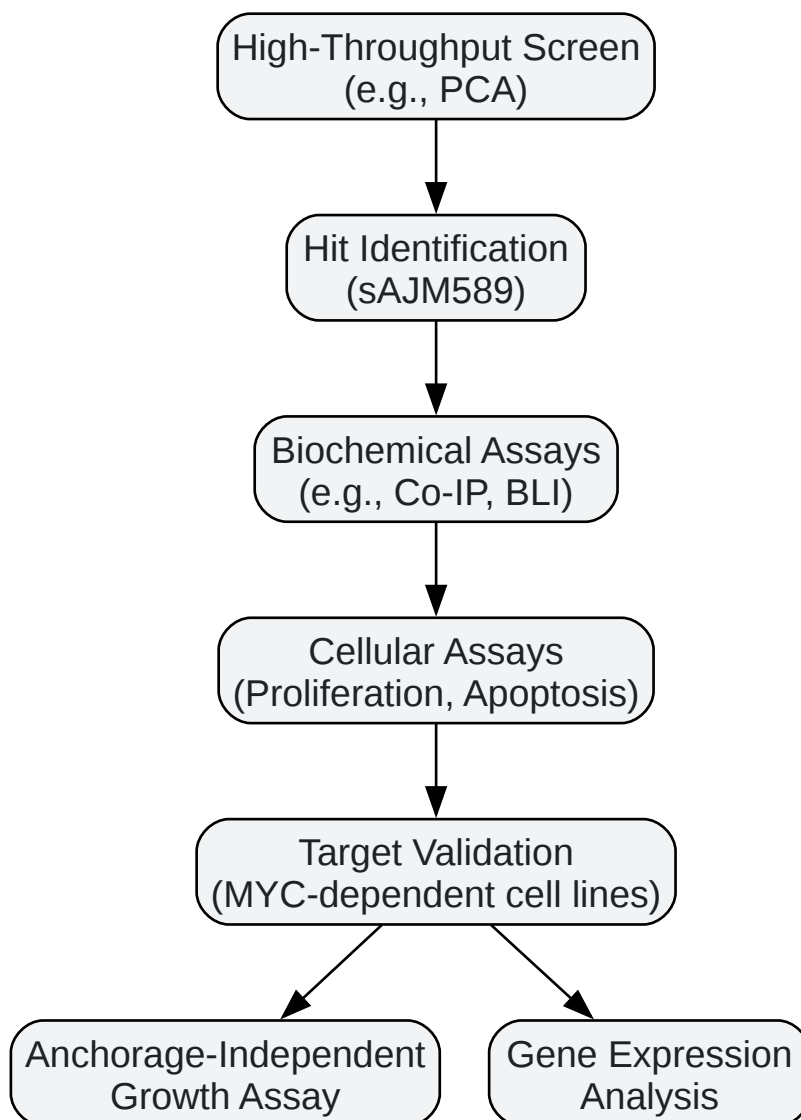 High-Throughput Screen
(e.g., PCA)
Hit Identification
(sAJM589)
Biochemical Assays
(e.g., Co-IP, BLI)
Cellular Assays
(Proliferation, Apoptosis)
Target Validation
(MYC-dependent cell lines)
Anchorage-Independent
Growth Assay
Gene Expression
Analysis